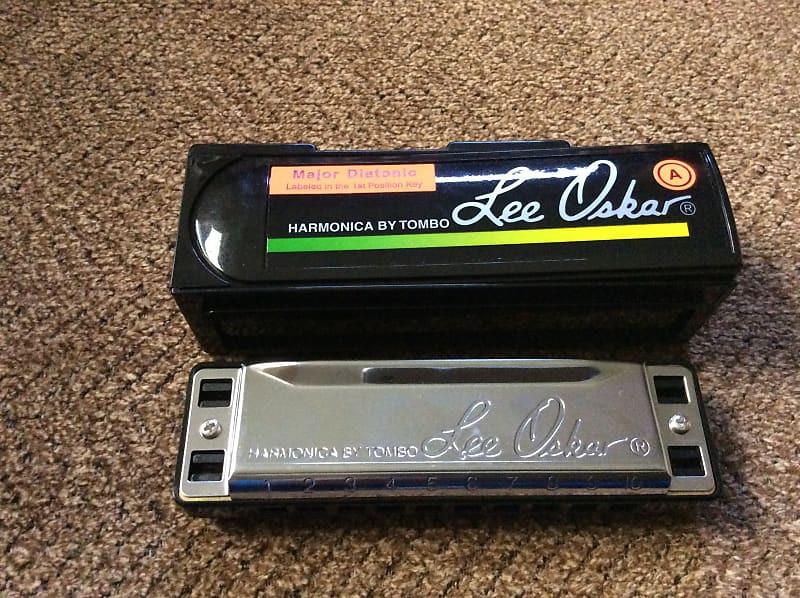 Major Diatonic
Labeled in the 1st Position Key
A
HARMONICA BY TOMBO Lee Oskar ®
HARMONICA BY TOMBO Lee Oskar ®
1 2 3 4 5 6 7 8 9 10